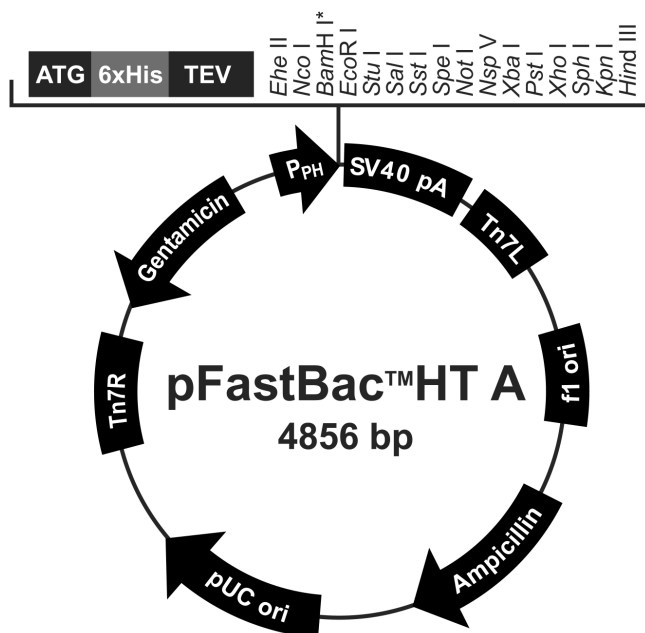 ATG 6xHis TEV
Ehe II
Nco I
BamH I*
EcoR I
Stu I
Sal I
Sst I
Spe I
Not I
Nsp V
Xba I
Pst I
Xho I
Sph I
Kpn I
Hind III
PPH
SV40 pA
Tn7L
f1 ori
Ampicillin
pUC ori
Tn7R
Gentamicin
pFastBac™HT A
4856 bp